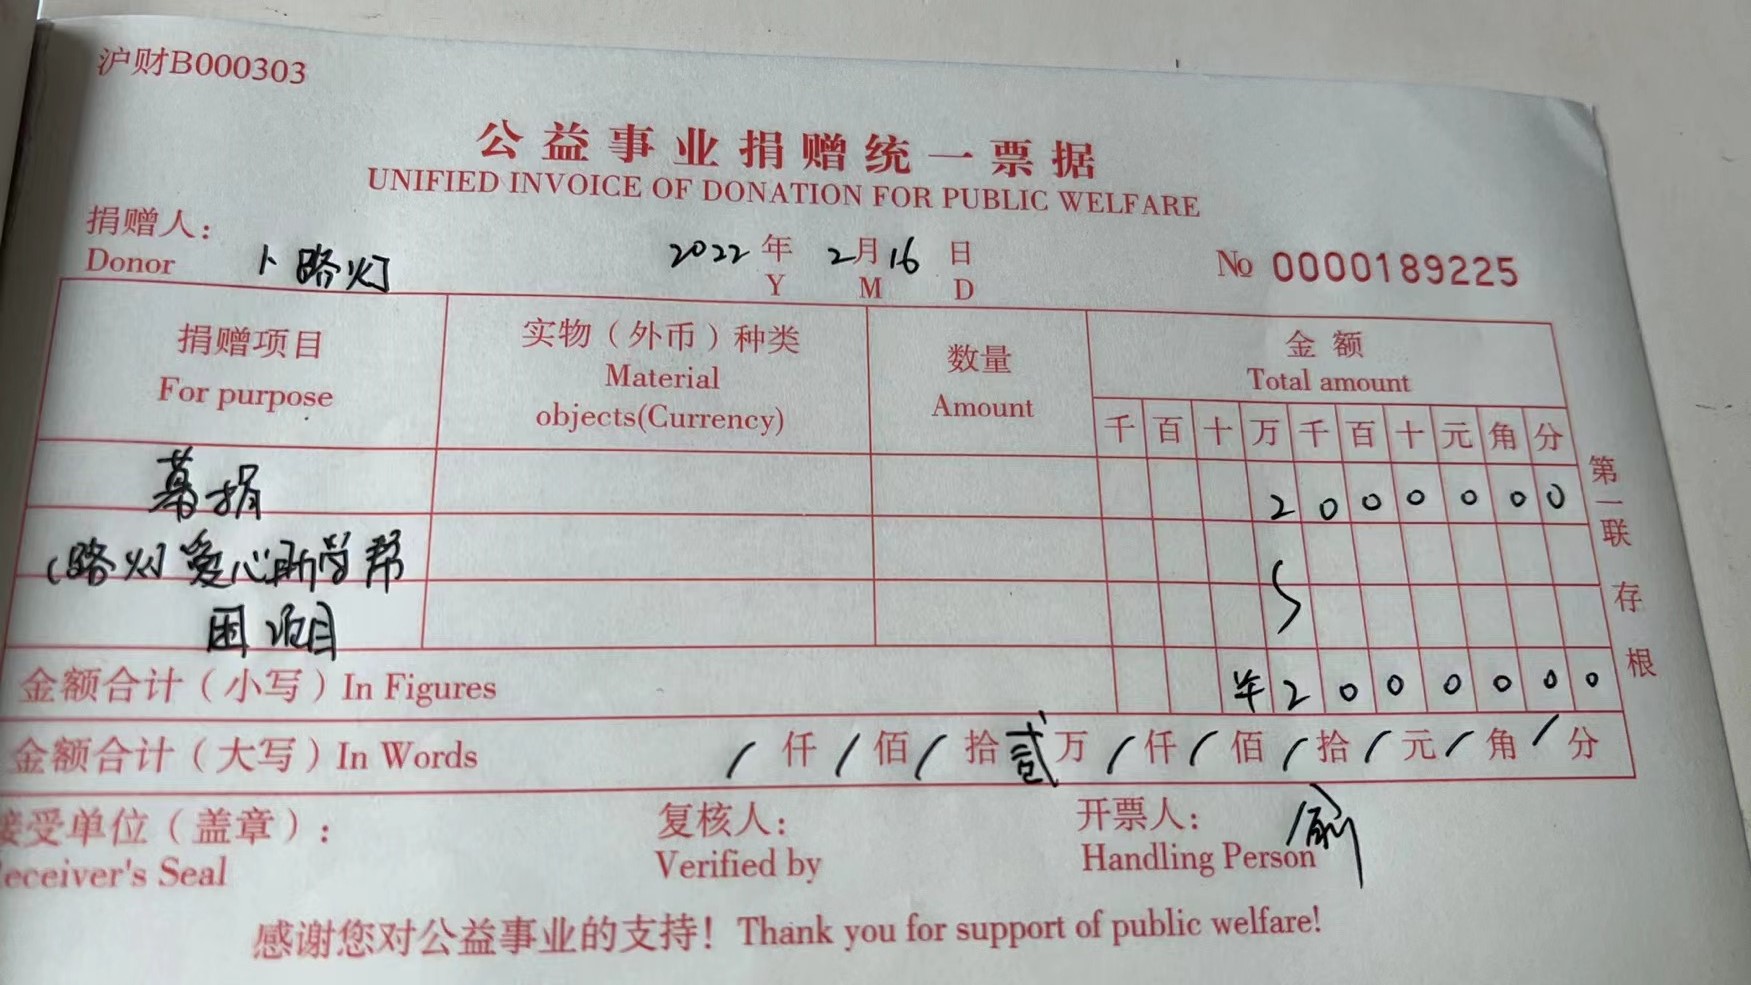 沪财B000303
公益事业捐赠统一票据
UNIFIED INVOICE OF DONATION FOR PUBLIC WELFARE
捐赠人：
Donor 卜路灯 2022年 2月16日
Y M D
No 0000189225
捐赠项目 实物（外币）种类 数量 金额
For purpose Material objects(Currency) Amount Total amount
千 百 十 万 千 百 十 元 角 分
募捐 2 0 0 0 0 0 0
（路灯爱心助学帮
困项目
金额合计（小写）In Figures ¥ 2 0 0 0 0 0 0
金额合计（大写）In Words / 仟 / 佰 / 拾 贰 万 / 仟 / 佰 / 拾 / 元 / 角 / 分
接受单位（盖章）： 复核人： 开票人：俞
eceiver's Seal Verified by Handling Person
感谢您对公益事业的支持！Thank you for support of public welfare!
第一联 存根